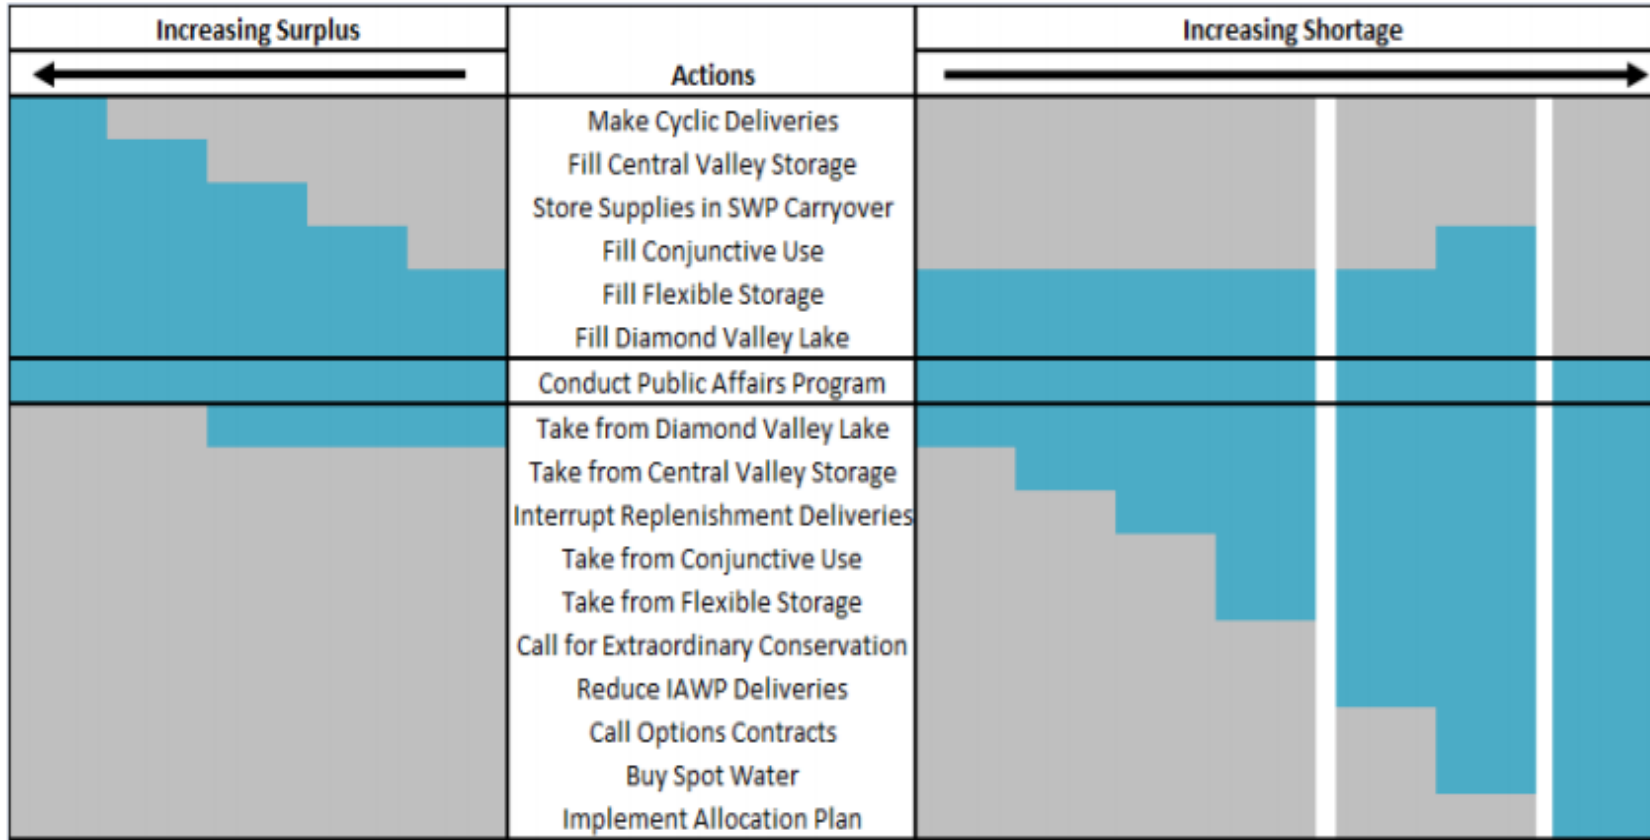 Increasing Surplus
Actions
Increasing Shortage
Make Cyclic Deliveries
Fill Central Valley Storage
Store Supplies in SWP Carryover
Fill Conjunctive Use
Fill Flexible Storage
Fill Diamond Valley Lake
Conduct Public Affairs Program
Take from Diamond Valley Lake
Take from Central Valley Storage
Interrupt Replenishment Deliveries
Take from Conjunctive Use
Take from Flexible Storage
Call for Extraordinary Conservation
Reduce IAWP Deliveries
Call Options Contracts
Buy Spot Water
Implement Allocation Plan